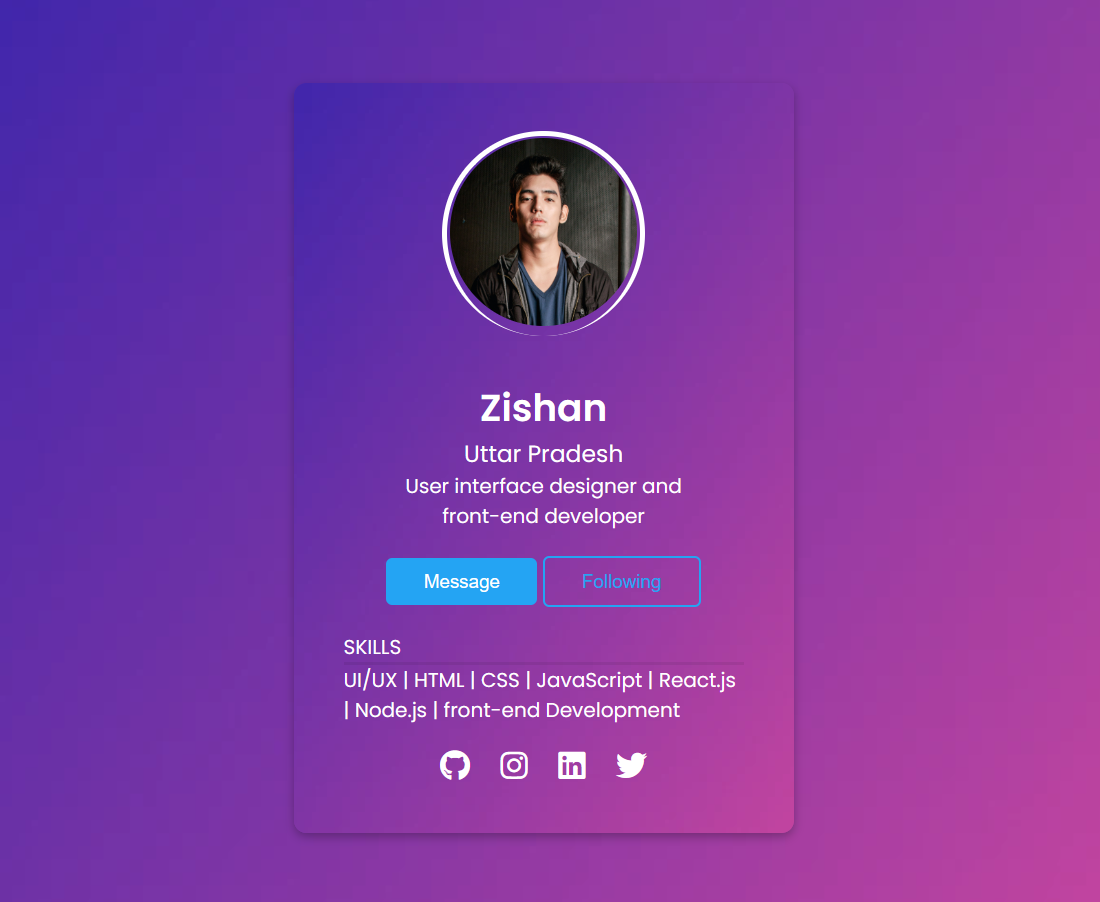 Zishan
Uttar Pradesh
User interface designer and
front-end developer
Message
Following
SKILLS
UI/UX | HTML | CSS | JavaScript | React.js
| Node.js | front-end Development